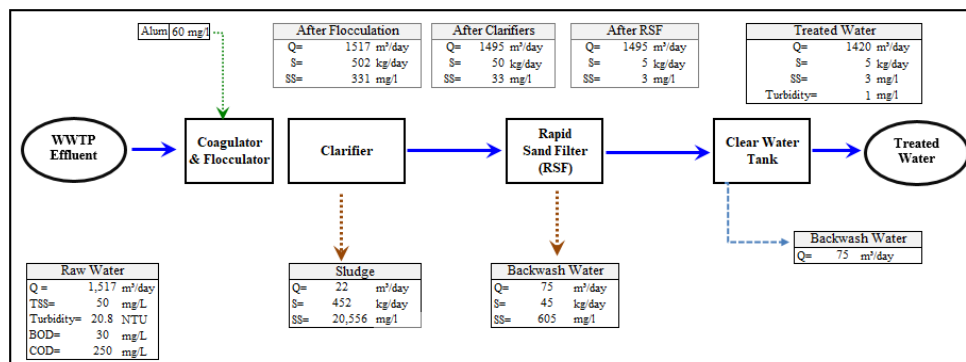 Alum 60 mg/l
After Flocculation
Q= 1517 m³/day
S= 502 kg/day
SS= 331 mg/l
After Clarifiers
Q= 1495 m³/day
S= 50 kg/day
SS= 33 mg/l
After RSF
Q= 1495 m³/day
S= 5 kg/day
SS= 3 mg/l
Treated Water
Q= 1420 m³/day
S= 5 kg/day
SS= 3 mg/l
Turbidity= 1 mg/l
WWTP
Effluent
Coagulator
& Flocculator
Clarifier
Rapid
Sand Filter
(RSF)
Clear Water
Tank
Treated
Water
Backwash Water
Q= 75 m³/day
Raw Water
Q = 1,517 m³/day
TSS= 50 mg/L
Turbidity= 20.8 NTU
BOD= 30 mg/L
COD= 250 mg/L
Sludge
Q= 22 m³/day
S= 452 kg/day
SS= 20,556 mg/l
Backwash Water
Q= 75 m³/day
S= 45 kg/day
SS= 605 mg/l